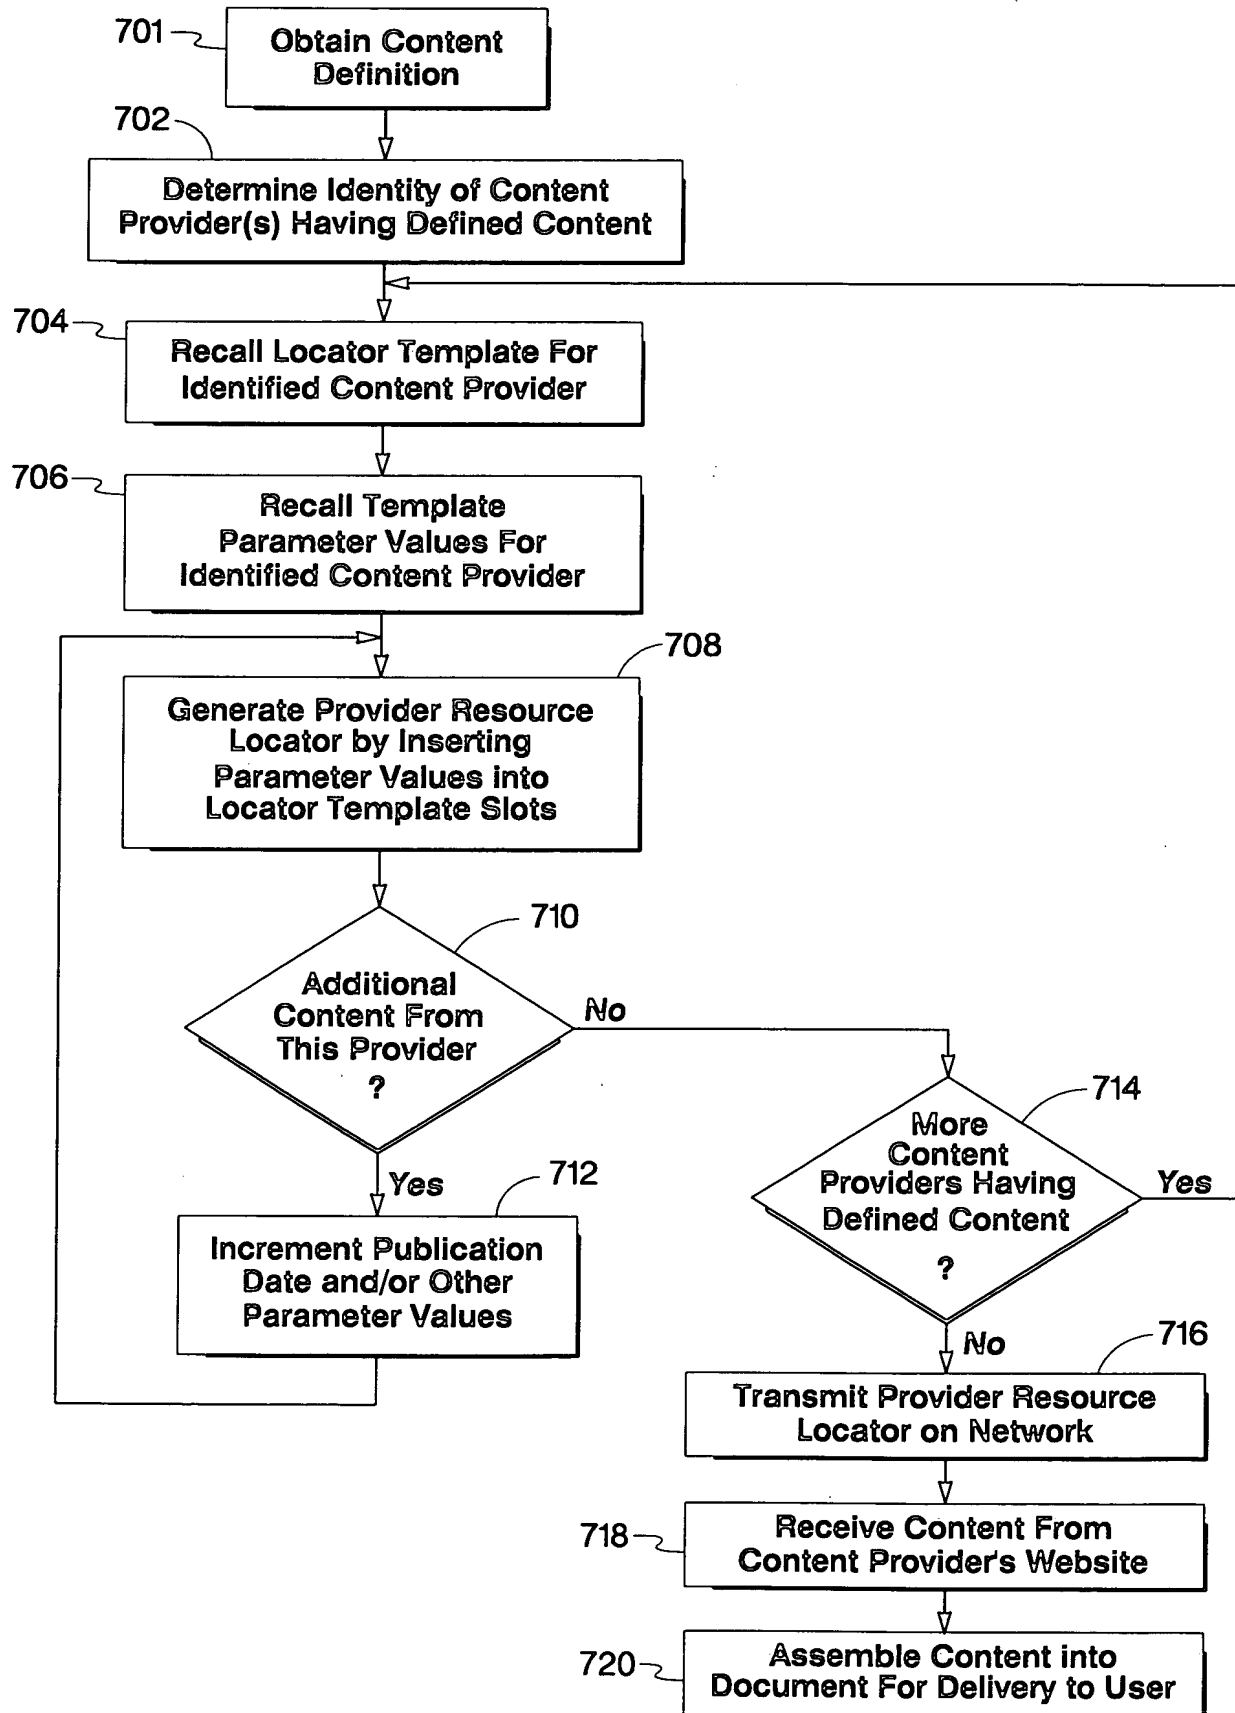 701
Obtain Content
Definition
702
Determine Identity of Content
Provider(s) Having Defined Content
704
Recall Locator Template For
Identified Content Provider
706
Recall Template
Parameter Values For
Identified Content Provider
708
Generate Provider Resource
Locator by Inserting
Parameter Values into
Locator Template Slots
710
Additional
Content From
This Provider
?
No
Yes
712
Increment Publication
Date and/or Other
Parameter Values
714
More
Content
Providers Having
Defined Content
?
Yes
No
716
Transmit Provider Resource
Locator on Network
718
Receive Content From
Content Provider's Website
720
Assemble Content into
Document For Delivery to User